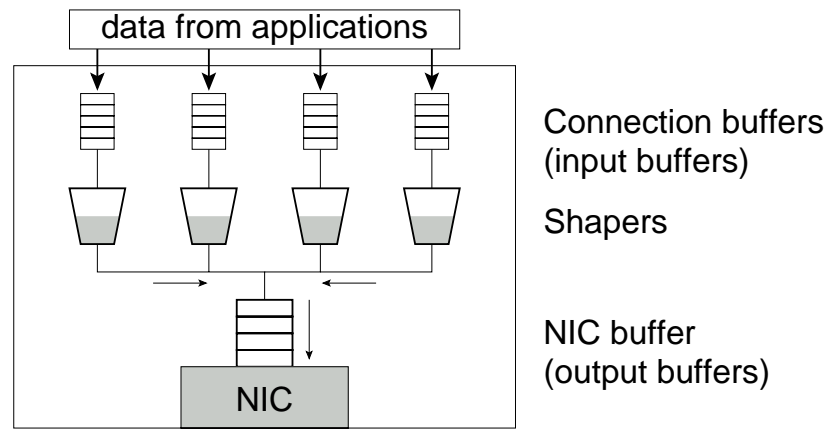 data from applications
Connection buffers
(input buffers)
Shapers
NIC buffer
(output buffers)
NIC